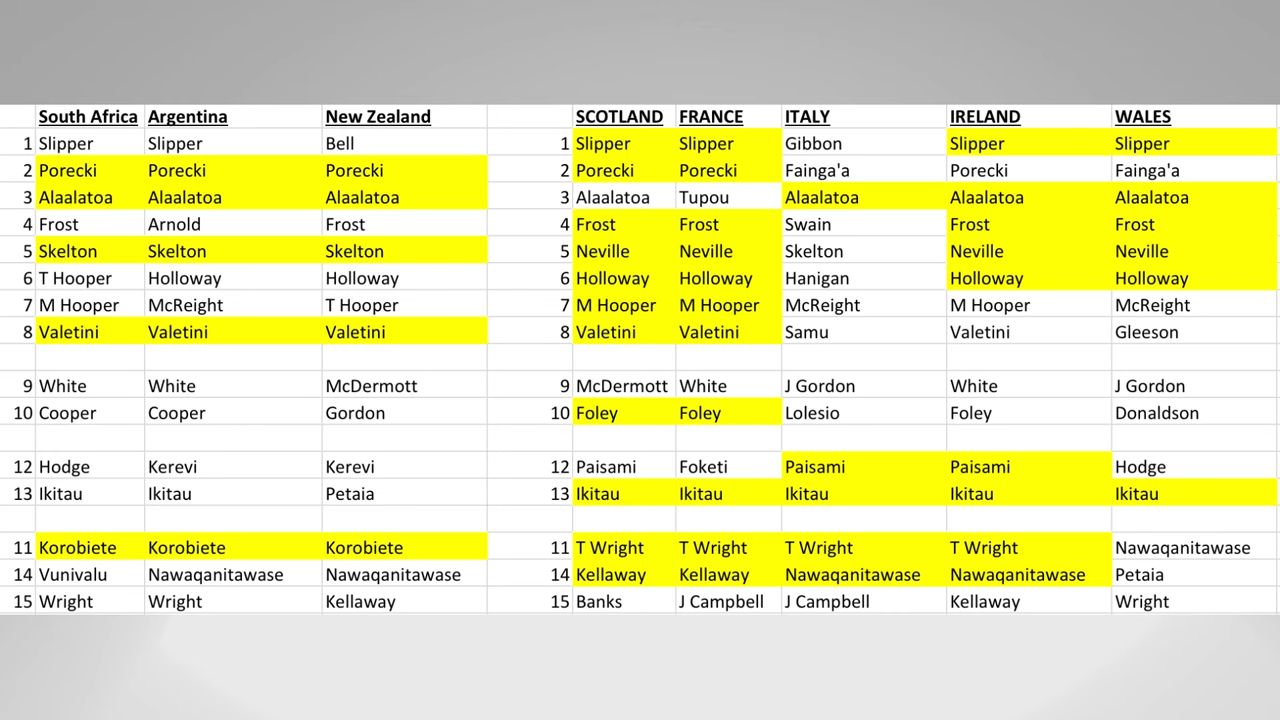 South Africa Argentina New Zealand SCOTLAND FRANCE ITALY IRELAND WALES
1 Slipper Slipper Bell 1 Slipper Slipper Gibbon Slipper Slipper
2 Porecki Porecki Porecki 2 Porecki Porecki Fainga'a Porecki Fainga'a
3 Alaalatoa Alaalatoa Alaalatoa 3 Alaalatoa Tupou Alaalatoa Alaalatoa Alaalatoa
4 Frost Arnold Frost 4 Frost Frost Swain Frost Frost
5 Skelton Skelton Skelton 5 Neville Neville Skelton Neville Neville
6 T Hooper Holloway Holloway 6 Holloway Holloway Hanigan Holloway Holloway
7 M Hooper McReight T Hooper 7 M Hooper M Hooper McReight M Hooper McReight
8 Valetini Valetini Valetini 8 Valetini Valetini Samu Valetini Gleeson
9 White White McDermott 9 McDermott White J Gordon White J Gordon
10 Cooper Cooper Gordon 10 Foley Foley Lolesio Foley Donaldson
12 Hodge Kerevi Kerevi 12 Paisami Foketi Paisami Paisami Hodge
13 Ikitau Ikitau Petaia 13 Ikitau Ikitau Ikitau Ikitau Ikitau
11 Korobiete Korobiete Korobiete 11 T Wright T Wright T Wright T Wright Nawaqanitawase
14 Vunivalu Nawaqanitawase Nawaqanitawase 14 Kellaway Kellaway Nawaqanitawase Nawaqanitawase Petaia
15 Wright Wright Kellaway 15 Banks J Campbell J Campbell Kellaway Wright